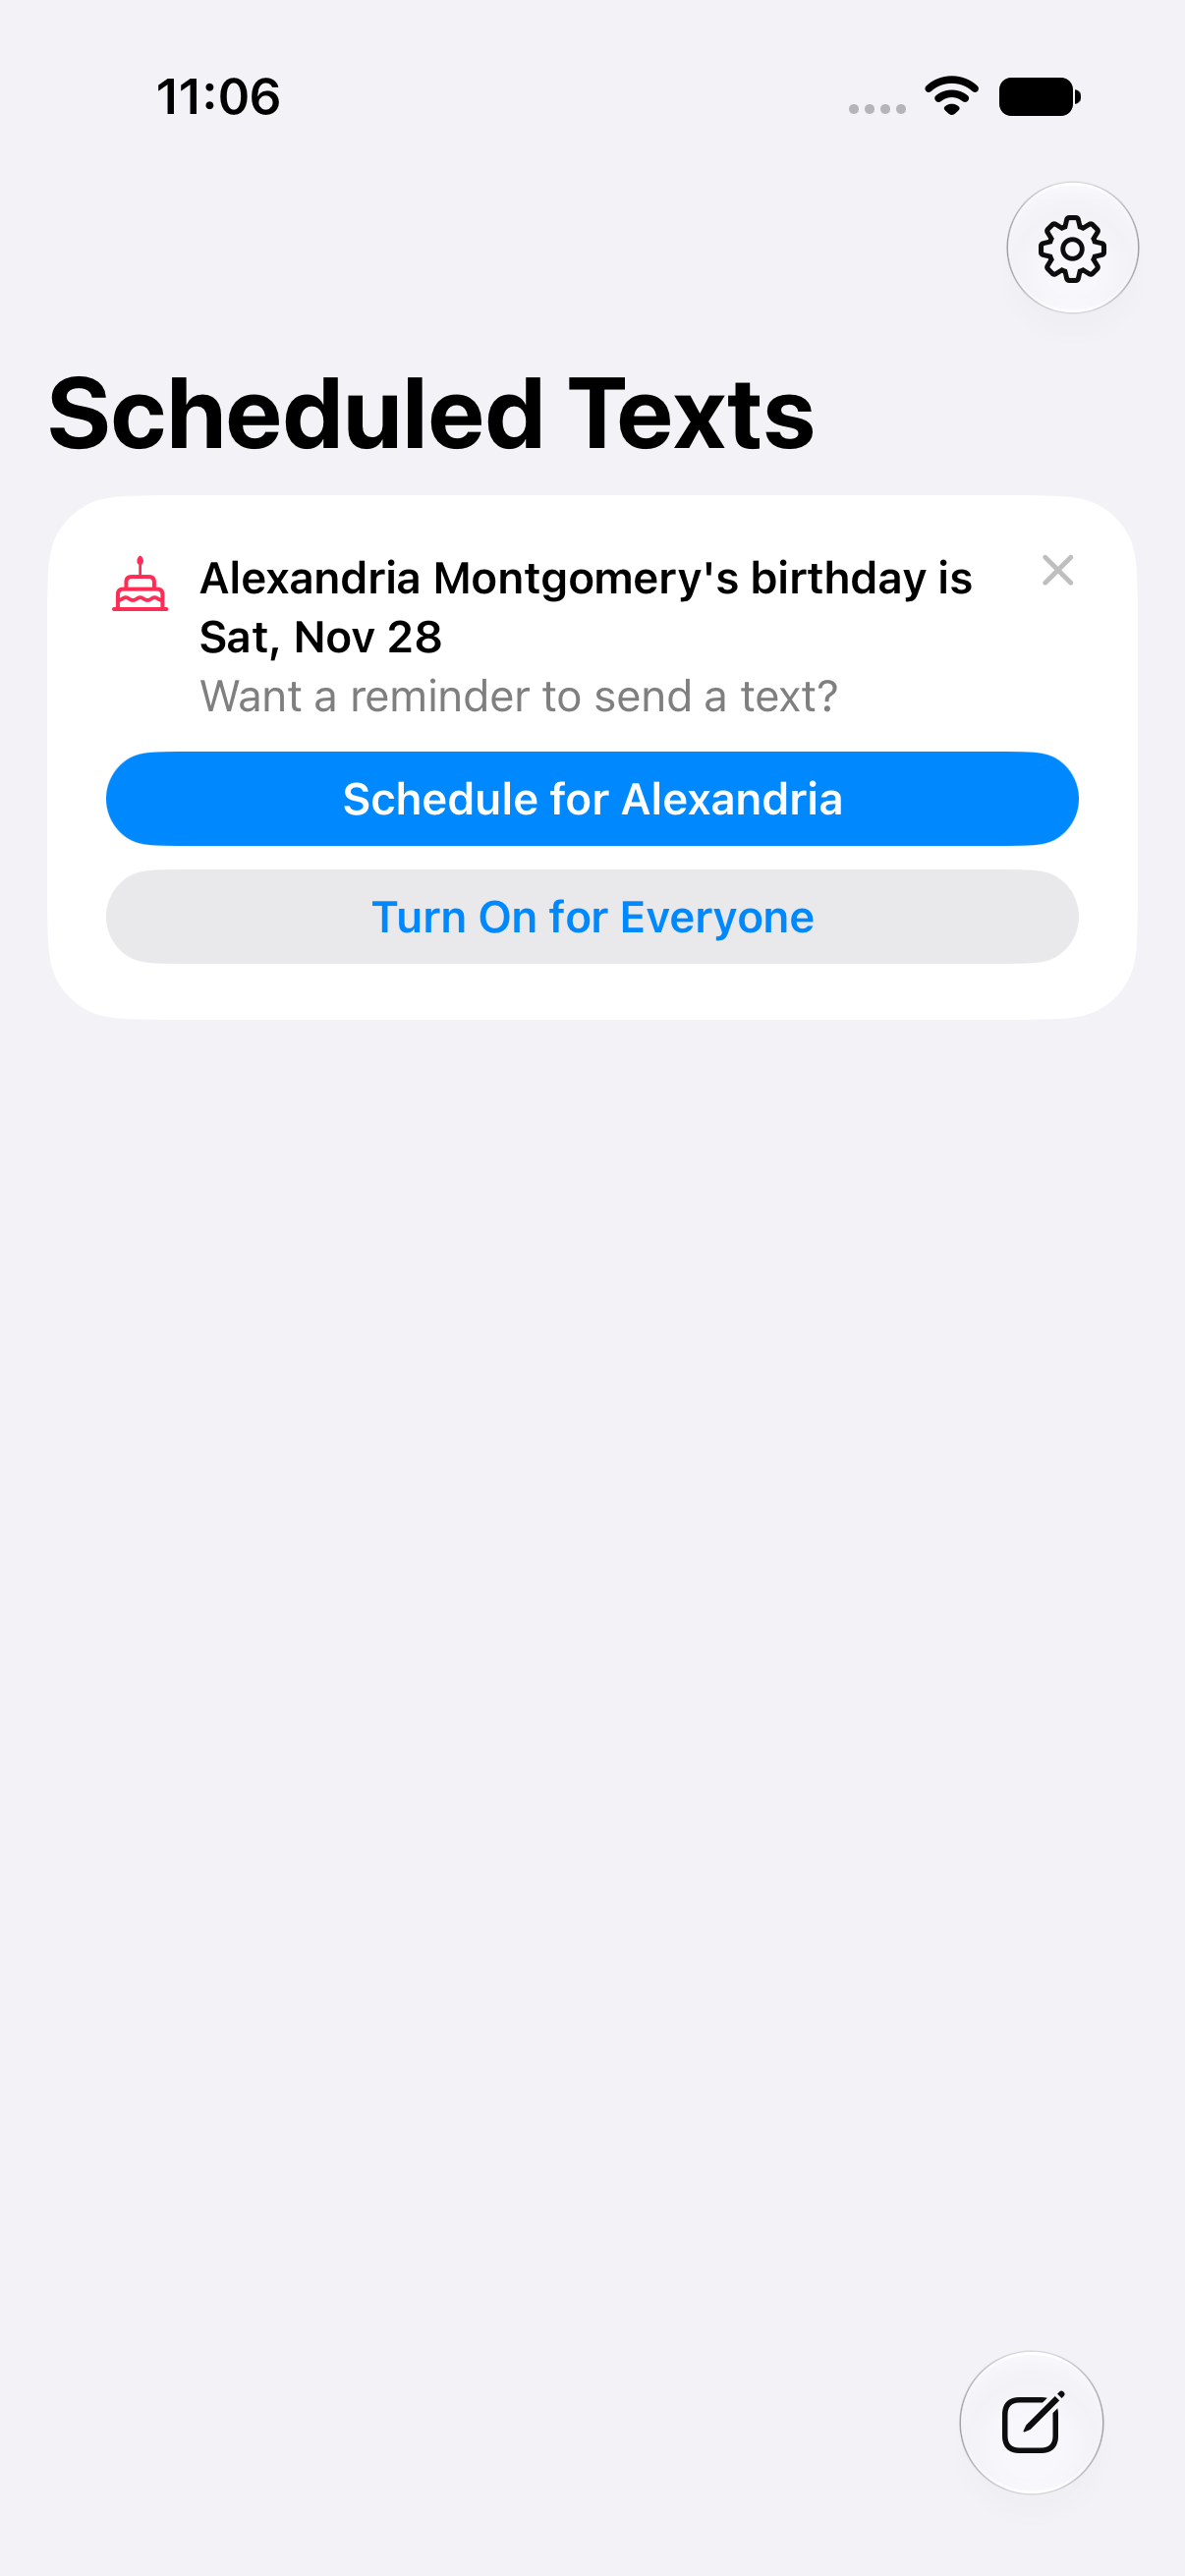 11:06
Scheduled Texts
Alexandria Montgomery's birthday is
Sat, Nov 28
Want a reminder to send a text?
Schedule for Alexandria
Turn On for Everyone